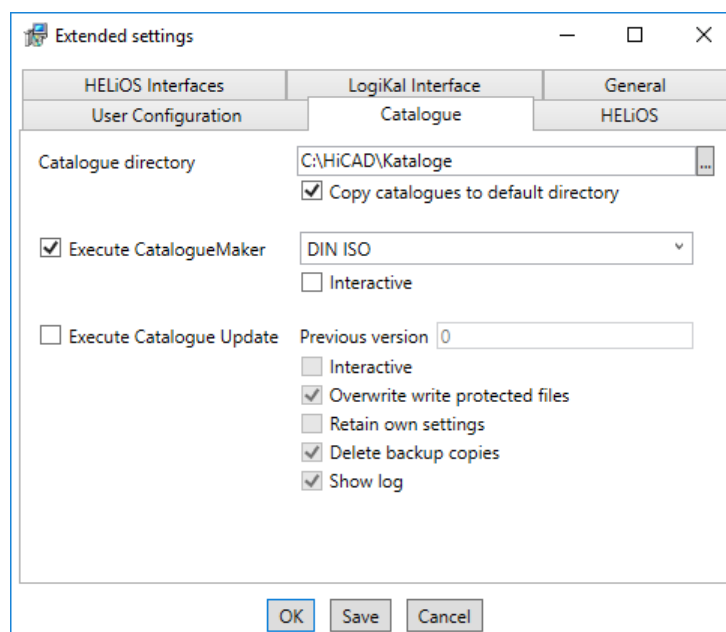 Extended settings
HELiOS Interfaces
LogiKal Interface
General
User Configuration
Catalogue
HELiOS
Catalogue directory
C:\HiCAD\Kataloge
...
Copy catalogues to default directory
Execute CatalogueMaker
DIN ISO
Interactive
Execute Catalogue Update
Previous version 0
Interactive
Overwrite write protected files
Retain own settings
Delete backup copies
Show log
OK
Save
Cancel